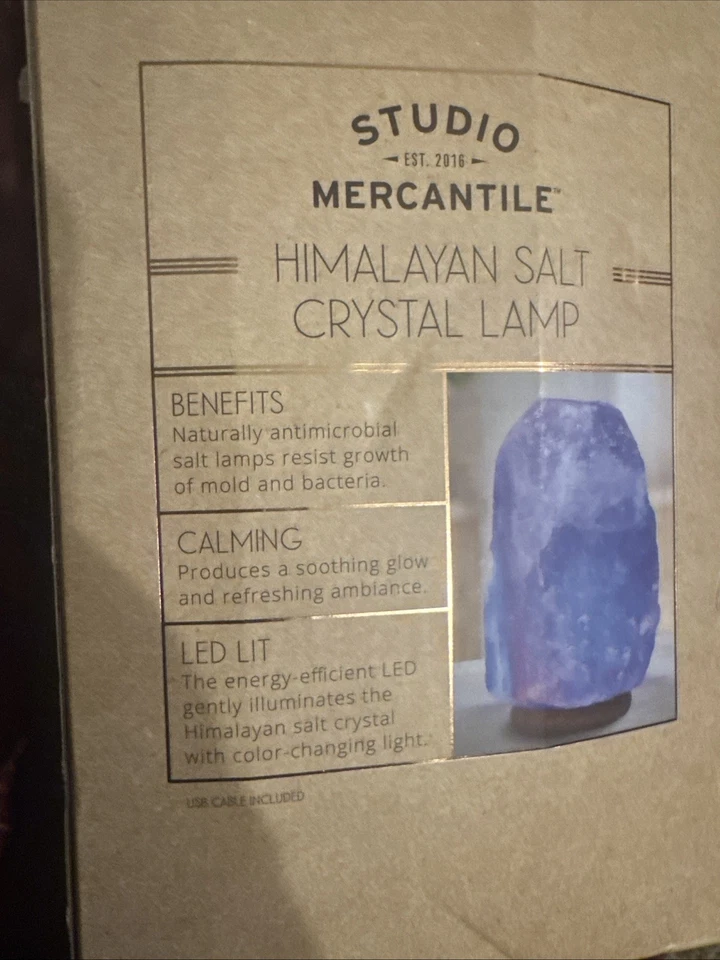 STUDIO
EST. 2016
MERCANTILE™
HIMALAYAN SALT
CRYSTAL LAMP
BENEFITS
Naturally antimicrobial
salt lamps resist growth
of mold and bacteria.
CALMING
Produces a soothing glow
and refreshing ambiance.
LED LIT
The energy-efficient LED
gently illuminates the
Himalayan salt crystal
with color-changing light.
USB CABLE INCLUDED